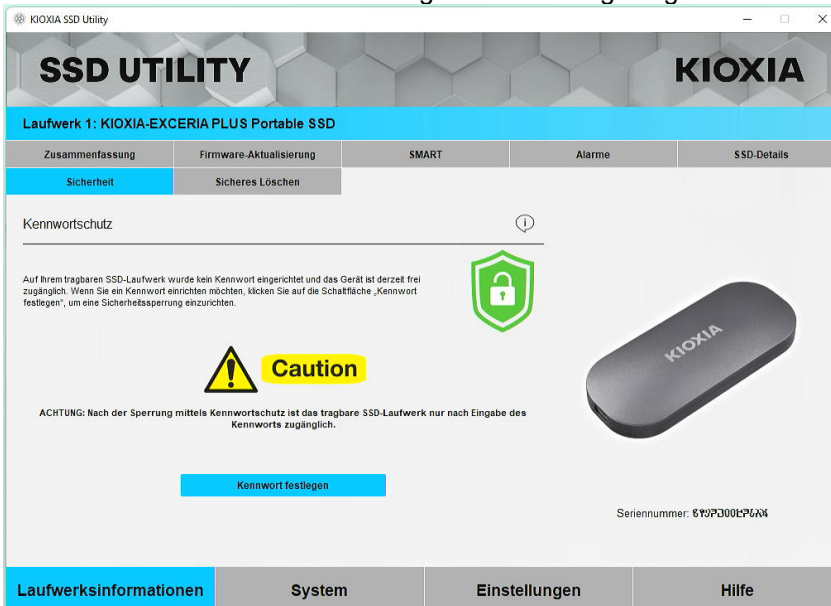 KIOXIA SSD Utility
SSD UTILITY
KIOXIA
Laufwerk 1: KIOXIA-EXCERIA PLUS Portable SSD
Zusammenfassung Firmware-Aktualisierung SMART Alarme SSD-Details
Sicherheit Sicheres Löschen
Kennwortschutz
Auf Ihrem tragbaren SSD-Laufwerk wurde kein Kennwort eingerichtet und das Gerät ist derzeit frei
zugänglich. Wenn Sie ein Kennwort einrichten möchten, klicken Sie auf die Schaltfläche „Kennwort
festlegen“, um eine Sicherheitssperrung einzurichten.
KIOXIA
Caution
ACHTUNG: Nach der Sperrung mittels Kennwortschutz ist das tragbare SSD-Laufwerk nur nach Eingabe des
Kennworts zugänglich.
Kennwort festlegen
Seriennummer:
Laufwerksinformationen System Einstellungen Hilfe